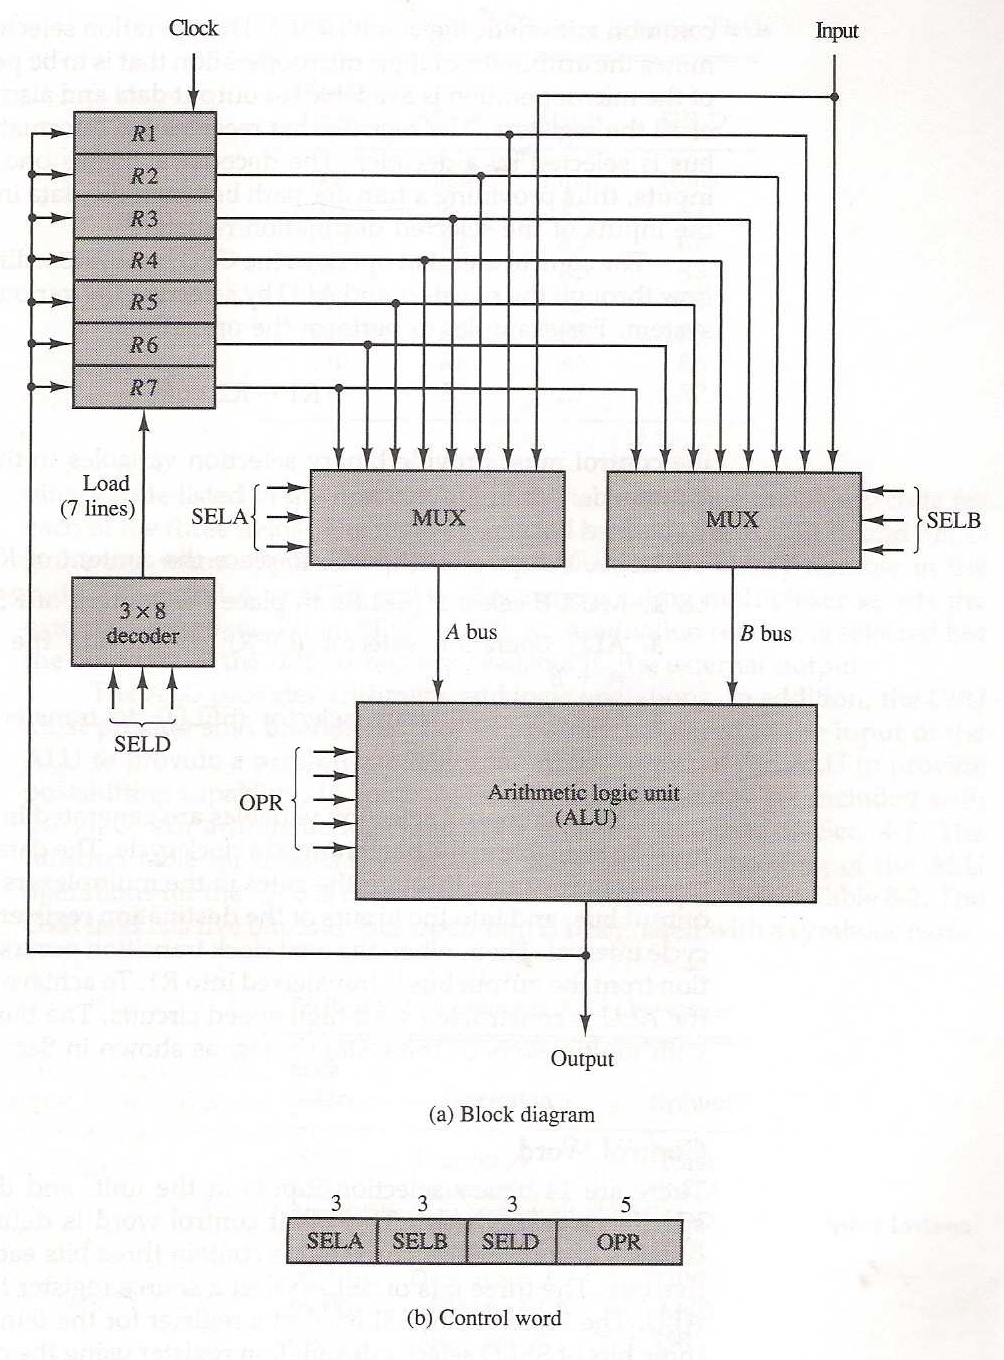 Clock
Input
R1
R2
R3
R4
R5
R6
R7
Load
(7 lines)
SELA
MUX
MUX
SELB
3 × 8
decoder
A bus
B bus
SELD
OPR
Arithmetic logic unit
(ALU)
Output
(a) Block diagram
3 3 3 5
SELA SELB SELD OPR
(b) Control word